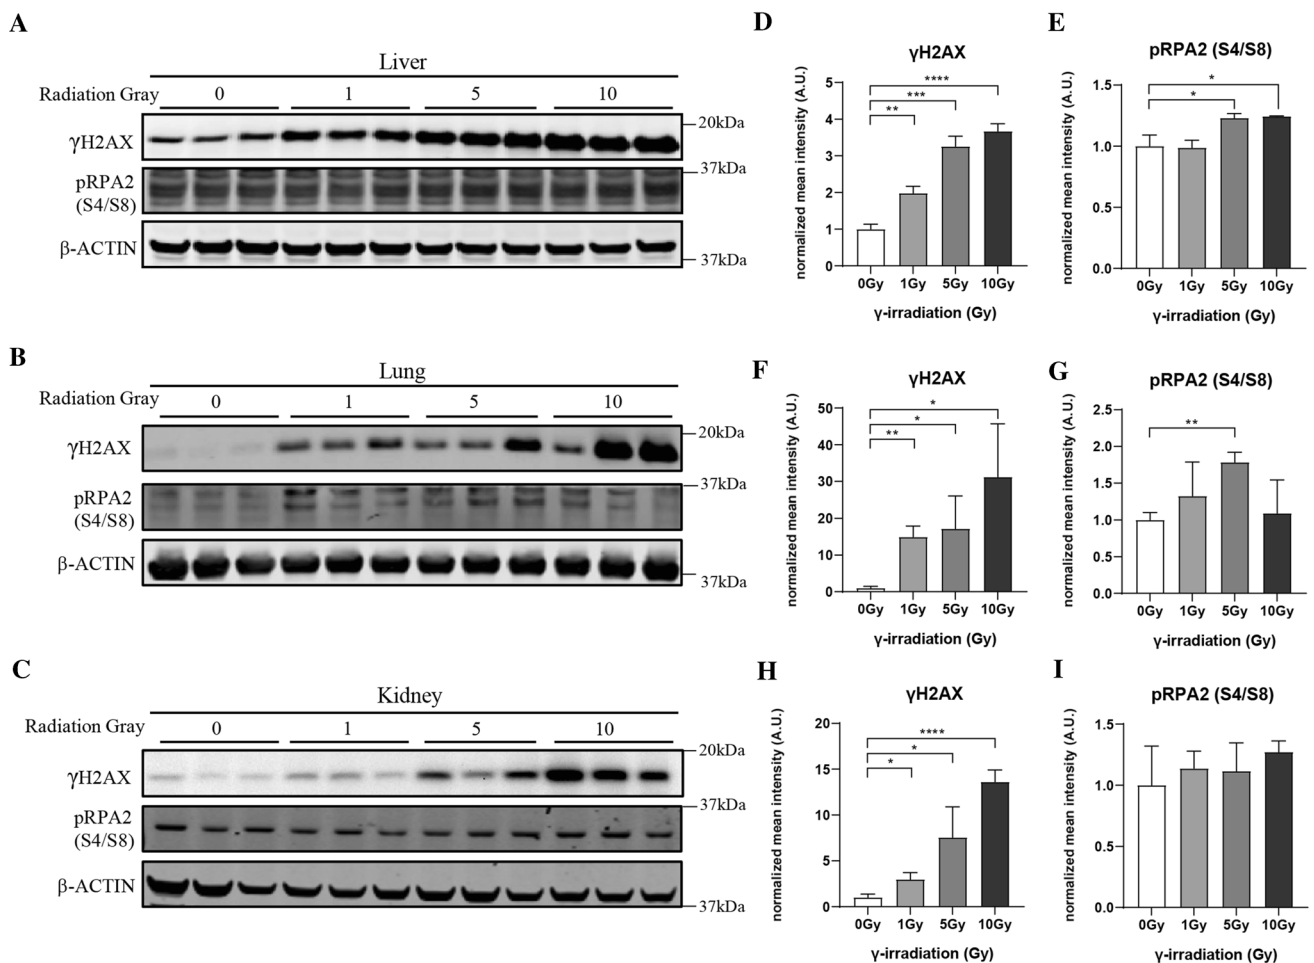 A
Liver
Radiation Gray 0 1 5 10
γH2AX
20kDa
37kDa
pRPA2
(S4/S8)
β-ACTIN
37kDa
B
Lung
Radiation Gray 0 1 5 10
γH2AX
20kDa
37kDa
pRPA2
(S4/S8)
β-ACTIN
37kDa
C
Kidney
Radiation Gray 0 1 5 10
γH2AX
20kDa
37kDa
pRPA2
(S4/S8)
β-ACTIN
37kDa
D
γH2AX
normalized mean intensity (A.U.)
5
4
3
2
1
0
****
***
**
0Gy 1Gy 5Gy 10Gy
γ-irradiation (Gy)
E
pRPA2 (S4/S8)
normalized mean intensity (A.U.)
1.5
1.0
0.5
0.0
*
*
0Gy 1Gy 5Gy 10Gy
γ-irradiation (Gy)
F
γH2AX
normalized mean intensity (A.U.)
50
40
30
20
10
0
*
*
**
0Gy 1Gy 5Gy 10Gy
γ-irradiation (Gy)
G
pRPA2 (S4/S8)
normalized mean intensity (A.U.)
2.5
2.0
1.5
1.0
0.5
0.0
**
0Gy 1Gy 5Gy 10Gy
γ-irradiation (Gy)
H
γH2AX
normalized mean intensity (A.U.)
20
15
10
5
0
****
*
*
0Gy 1Gy 5Gy 10Gy
γ-irradiation (Gy)
I
pRPA2 (S4/S8)
normalized mean intensity (A.U.)
1.5
1.0
0.5
0.0
0Gy 1Gy 5Gy 10Gy
γ-irradiation (Gy)